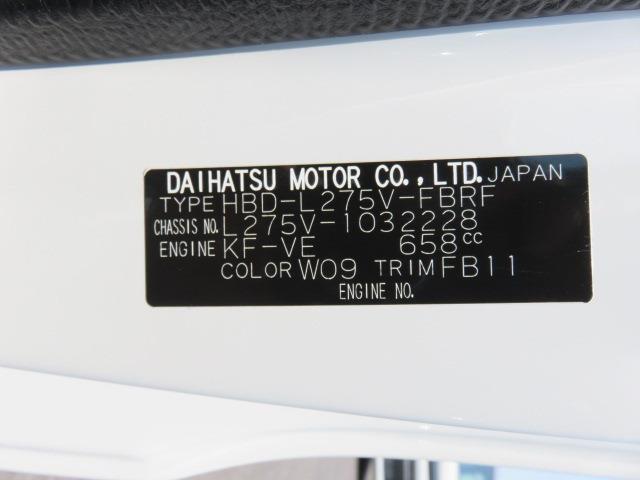 DAIHATSU MOTOR CO.,LTD. JAPAN
TYPE HBD-L275V-FBRF
CHASSIS NO. L275V-1032228
ENGINE KF-VE 658cc
COLOR W09 TRIM FB11
ENGINE NO.